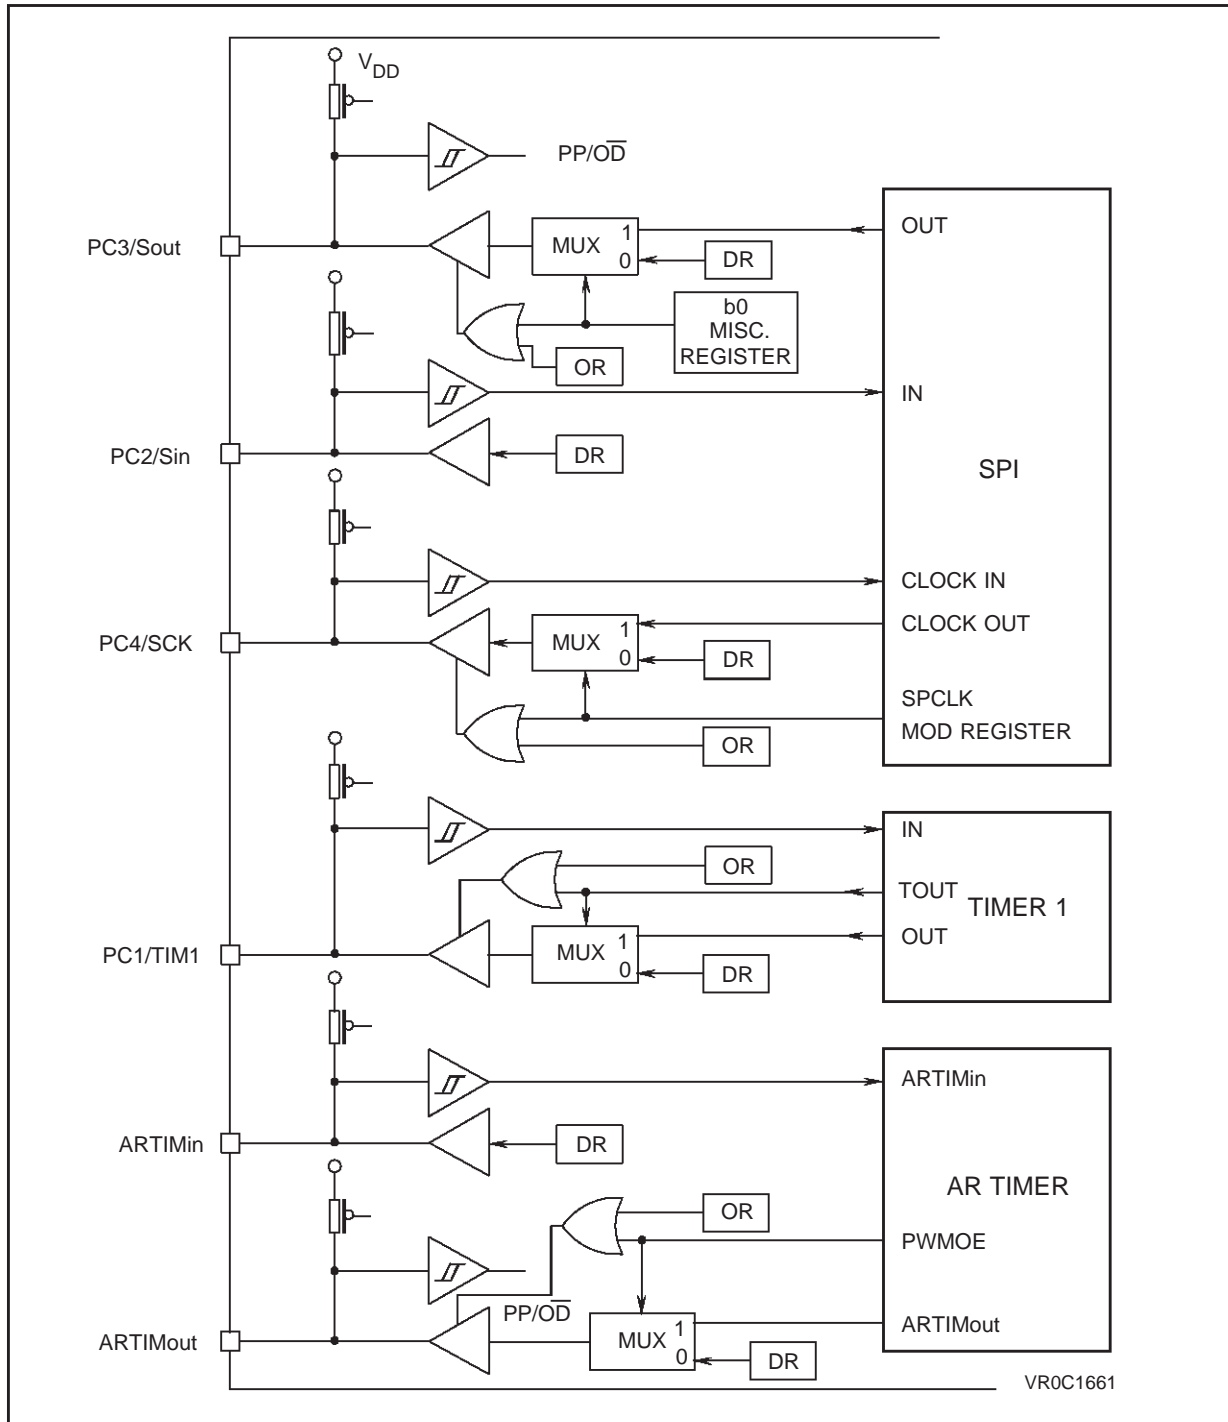 VDD
PP/OD̅
PC3/Sout
MUX
1
0
DR
OUT
b0
MISC.
REGISTER
OR
IN
PC2/Sin
DR
SPI
CLOCK IN
CLOCK OUT
PC4/SCK
MUX
1
0
DR
SPCLK
MOD REGISTER
OR
IN
OR
TOUT
TIMER 1
OUT
PC1/TIM1
MUX
1
0
DR
ARTIMin
ARTIMin
DR
AR TIMER
OR
PWMOE
PP/OD̅
ARTIMout
MUX
1
0
ARTIMout
DR
VR0C1661